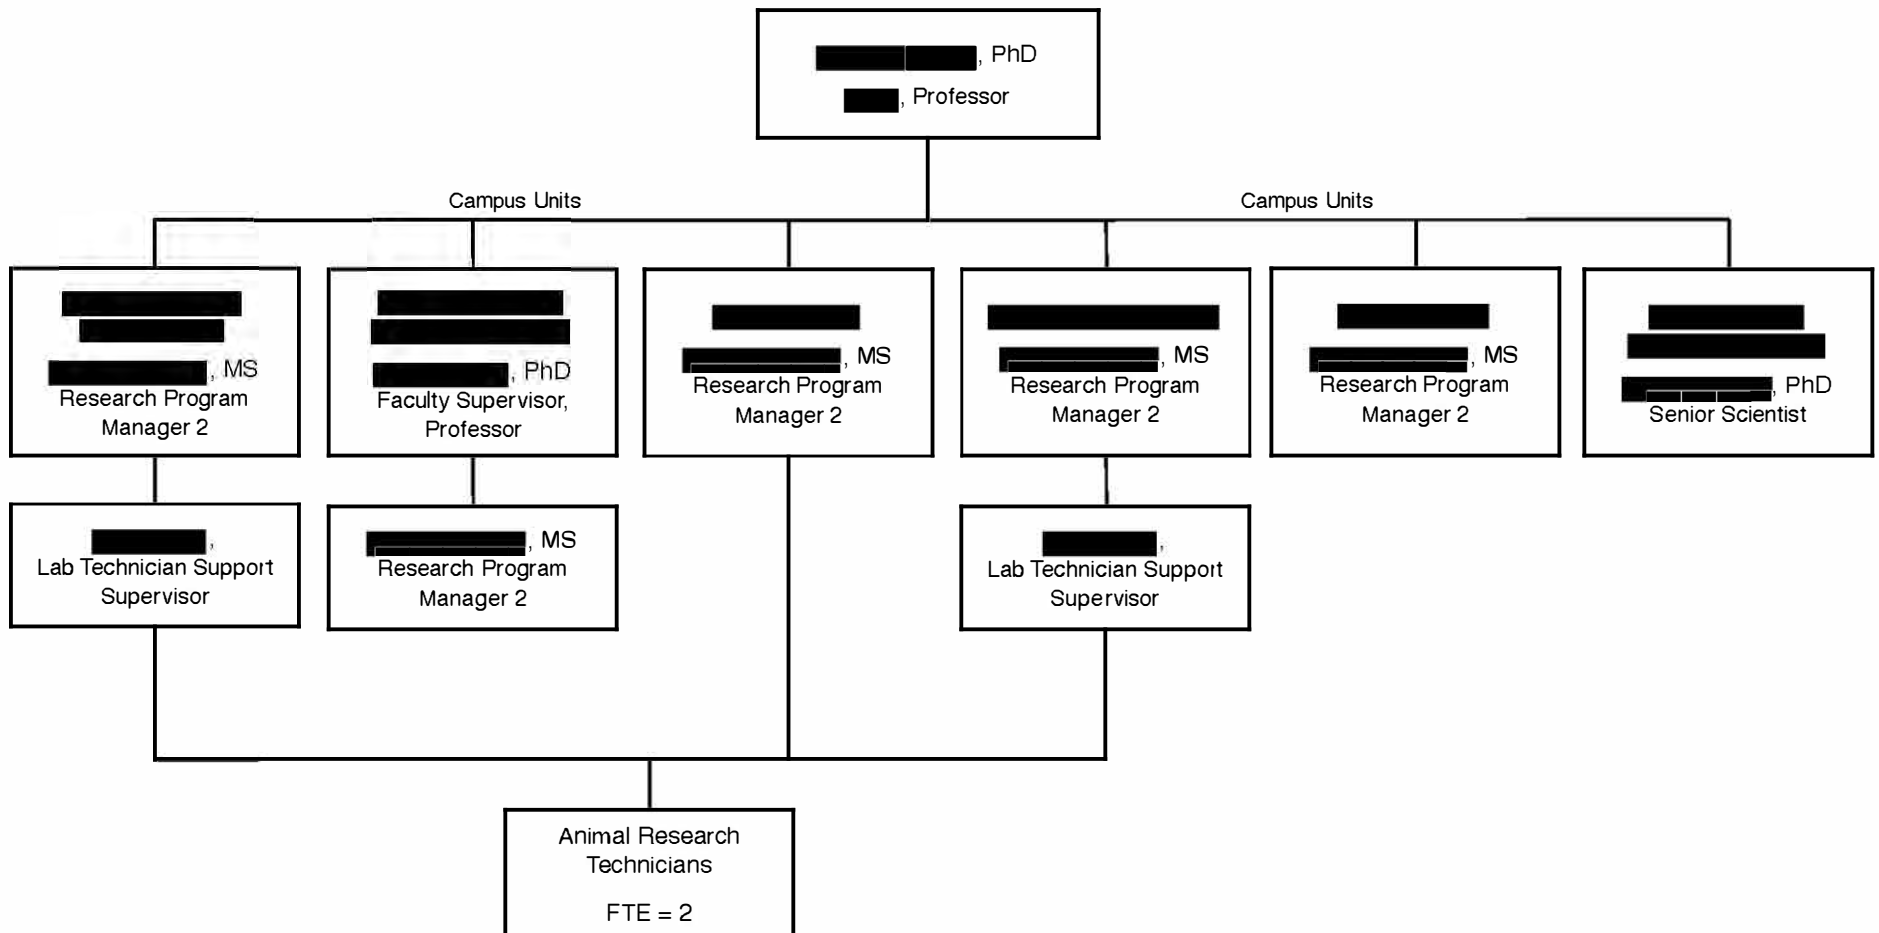 , PhD
, Professor
Campus Units
Campus Units
, MS
Research Program
Manager 2
, PhD
Faculty Supervisor,
Professor
, MS
Research Program
Manager 2
, MS
Research Program
Manager 2
, MS
Research Program
Manager 2
, PhD
Senior Scientist
,
Lab Technician Support
Supervisor
, MS
Research Program
Manager 2
,
Lab Technician Support
Supervisor
Animal Research
Technicians
FTE = 2